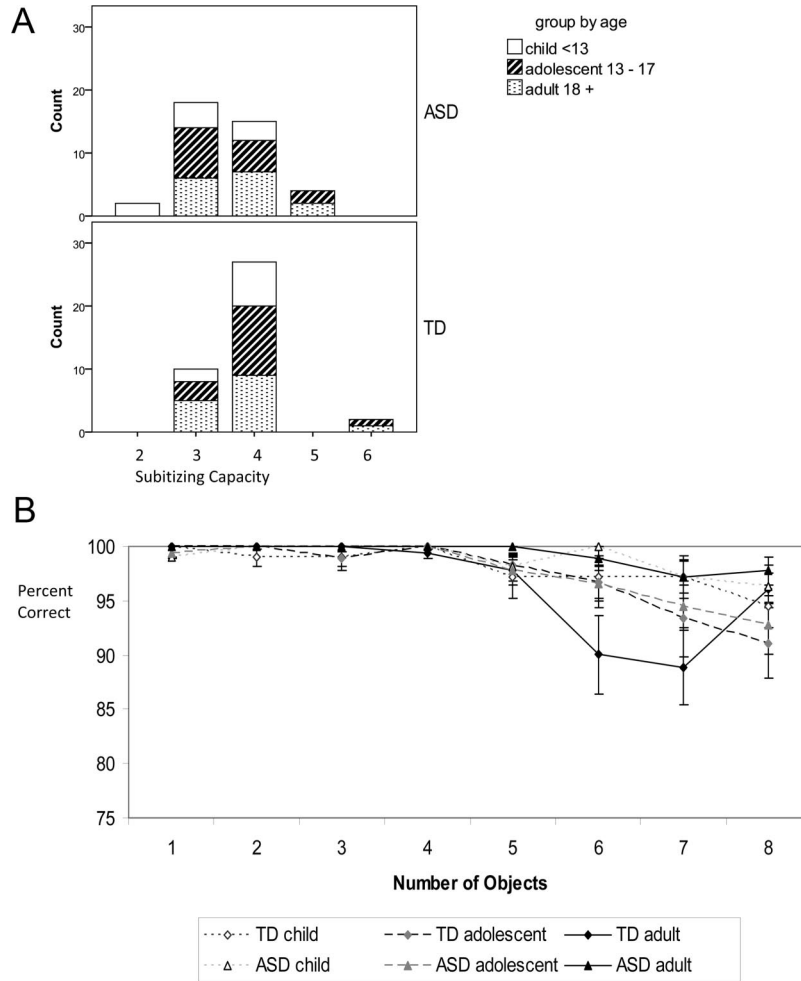 A
group by age
child <13
adolescent 13 - 17
adult 18 +
30
20
10
0
Count
ASD
30
20
10
0
Count
TD
2 3 4 5 6
Subitizing Capacity
B
Percent
Correct
100
95
90
85
80
75
1 2 3 4 5 6 7 8
Number of Objects
TD child TD adolescent TD adult
ASD child ASD adolescent ASD adult